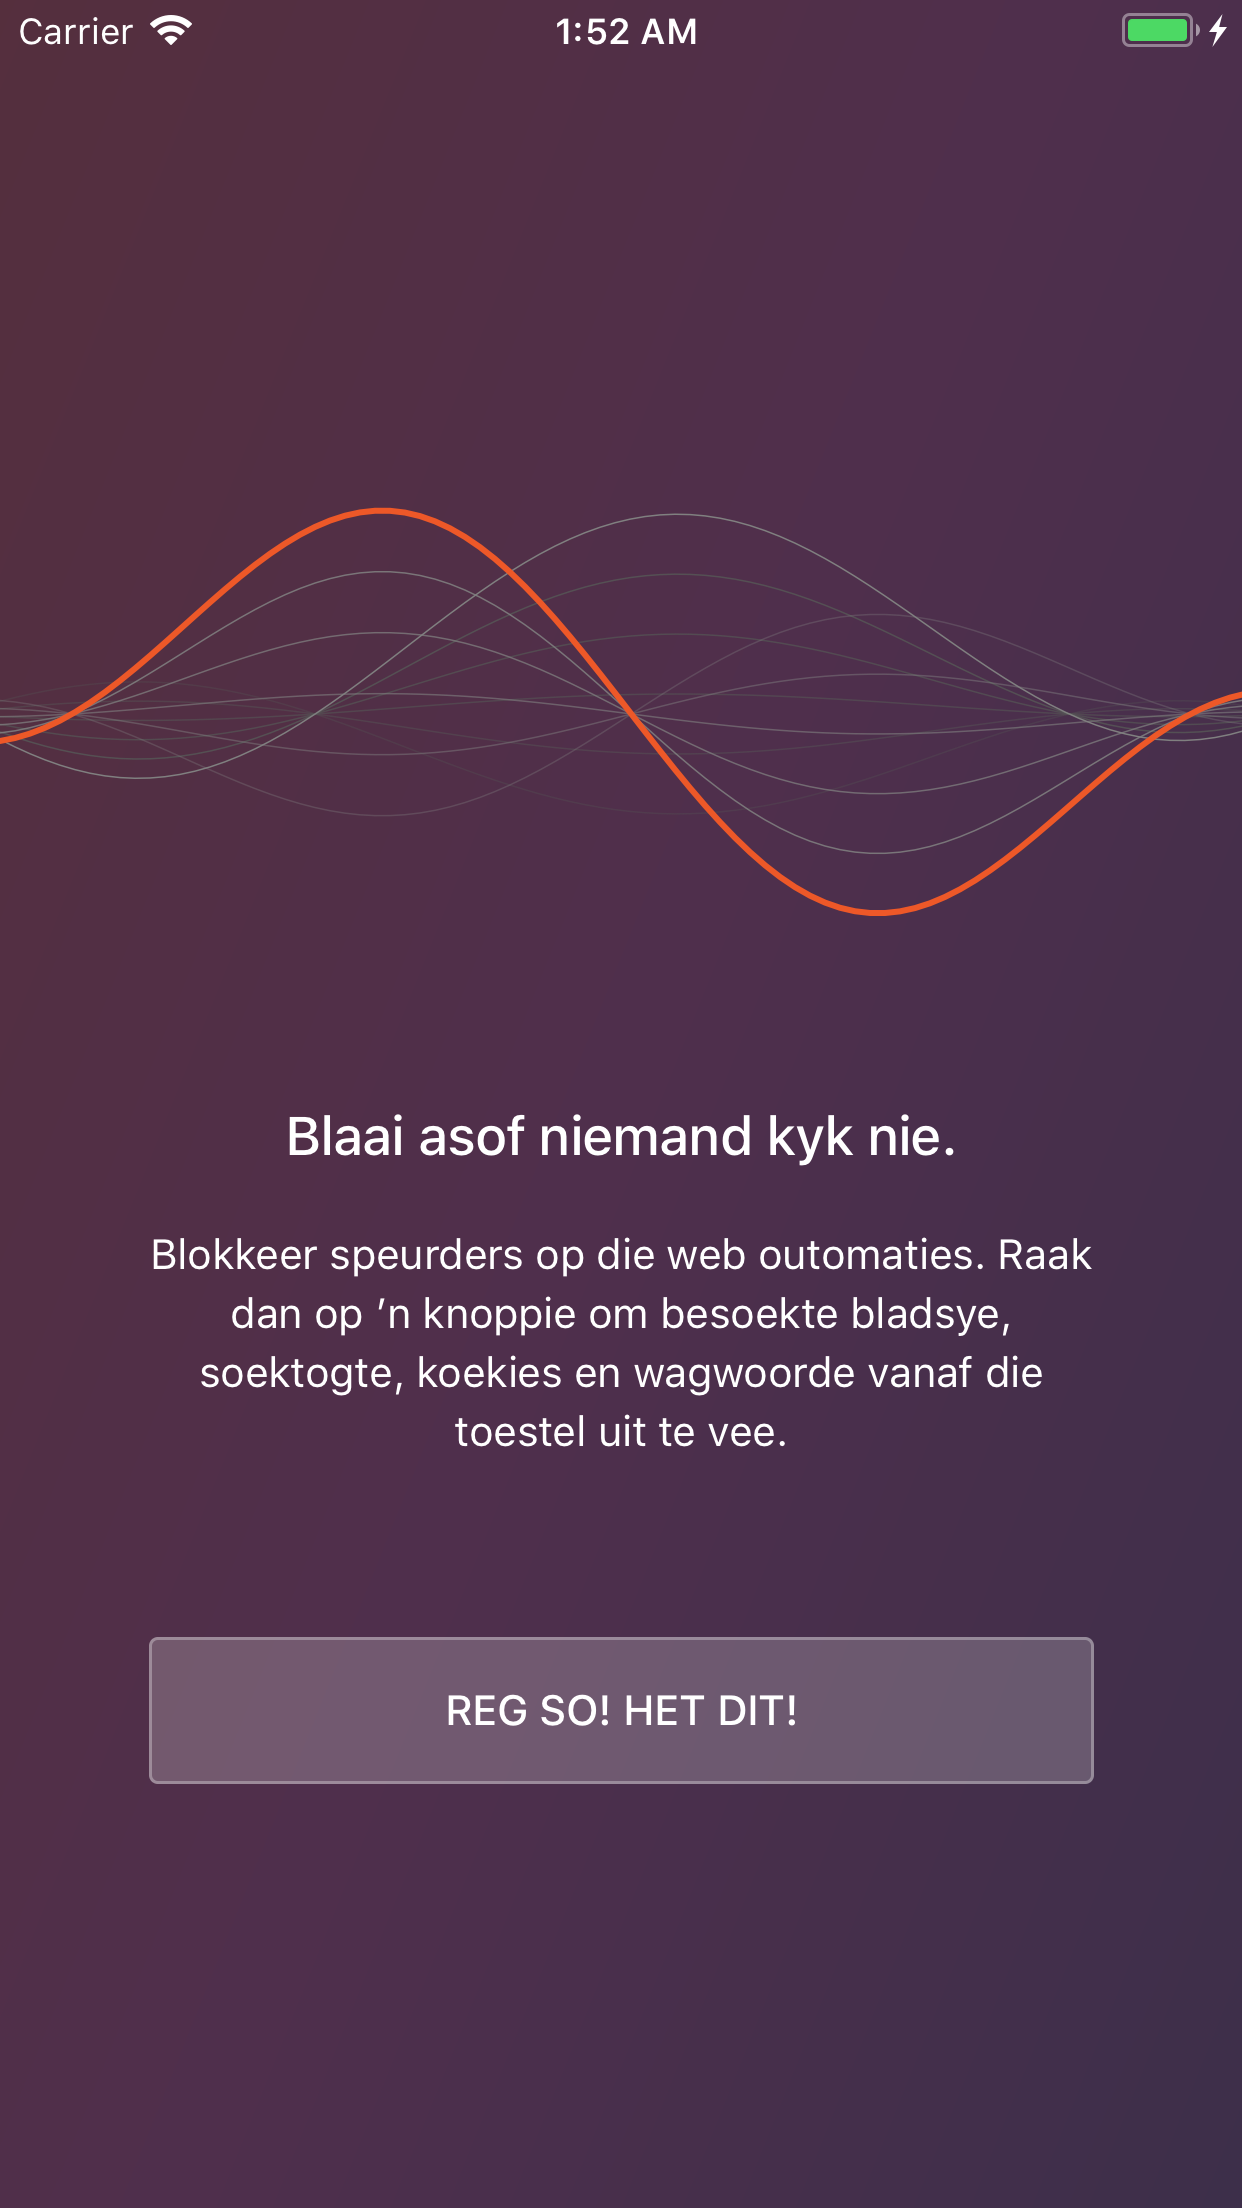 Carrier
1:52 AM
Blaai asof niemand kyk nie.
Blokkeer speurders op die web outomaties. Raak
dan op ’n knoppie om besoekte bladsye,
soektogte, koekies en wagwoorde vanaf die
toestel uit te vee.
REG SO! HET DIT!